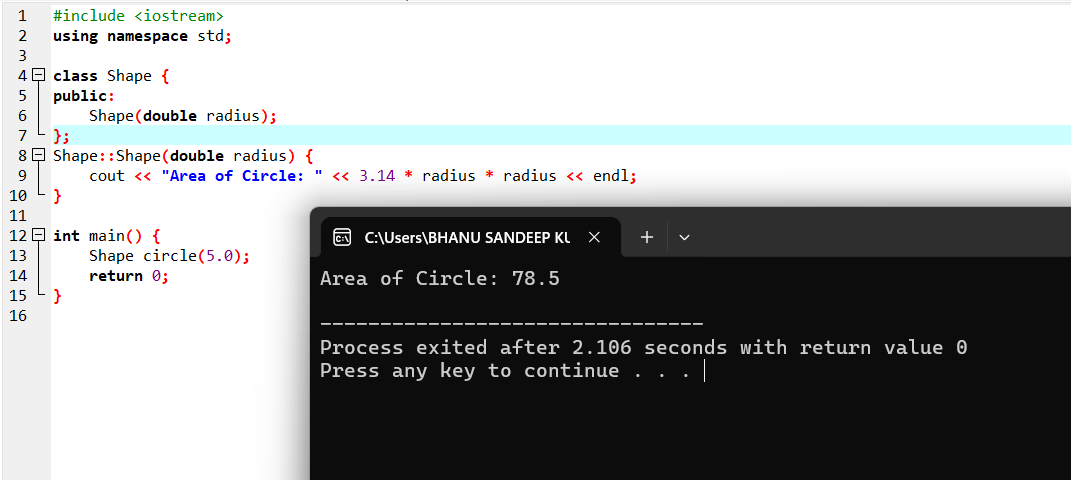 1 #include <iostream>
2 using namespace std;
3
4 class Shape {
5 public:
6     Shape(double radius);
7 };
8 Shape::Shape(double radius) {
9     cout << "Area of Circle: " << 3.14 * radius * radius << endl;
10 }
11
12 int main() {
13     Shape circle(5.0);
14     return 0;
15 }
16
C:\Users\BHANU SANDEEP KU
Area of Circle: 78.5
--------------------------------
Process exited after 2.106 seconds with return value 0
Press any key to continue . . .